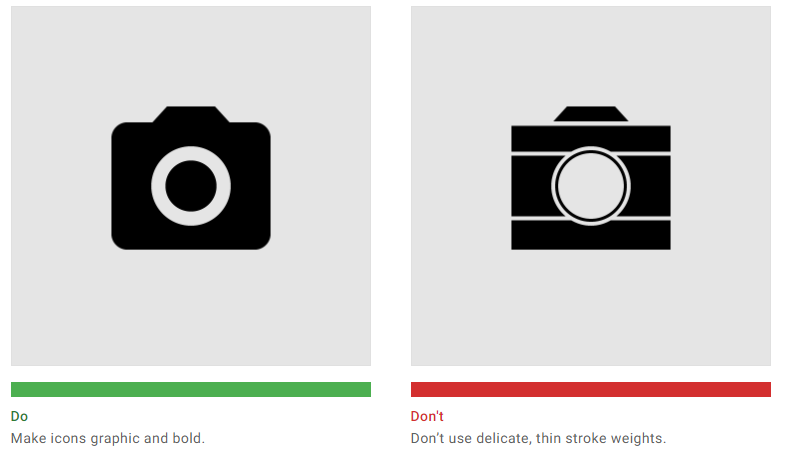 Do
Make icons graphic and bold.
Don't
Don't use delicate, thin stroke weights.